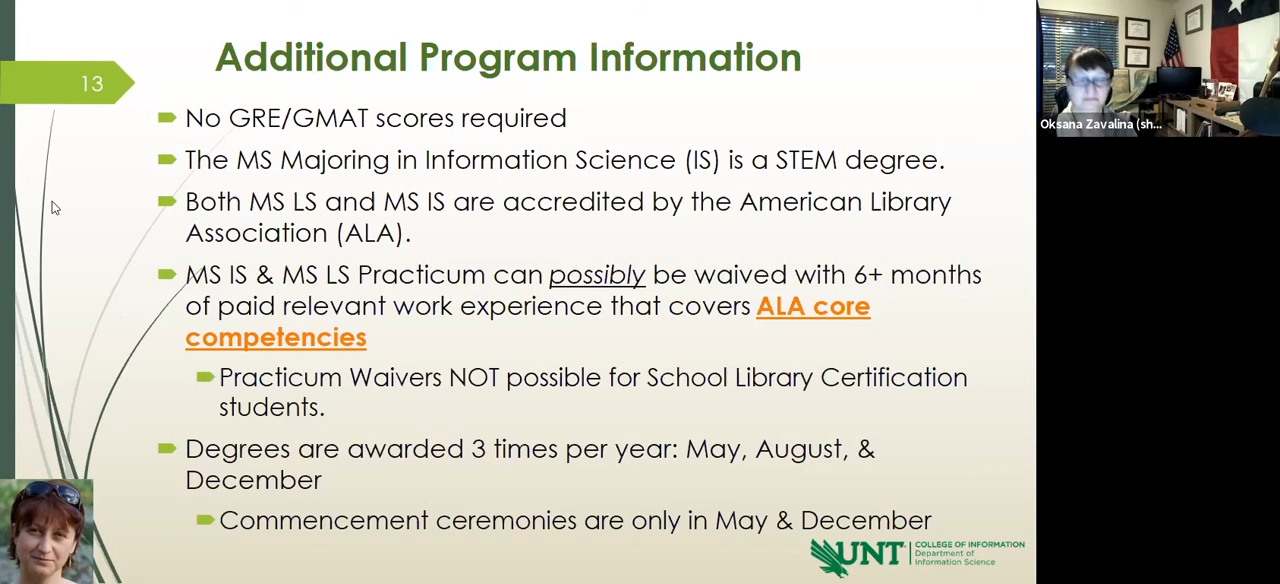 Additional Program Information
13
No GRE/GMAT scores required
The MS Majoring in Information Science (IS) is a STEM degree.
Both MS LS and MS IS are accredited by the American Library
Association (ALA).
MS IS & MS LS Practicum can possibly be waived with 6+ months
of paid relevant work experience that covers ALA core
competencies
Practicum Waivers NOT possible for School Library Certification
students.
Degrees are awarded 3 times per year: May, August, &
December
Commencement ceremonies are only in May & December
UNT
COLLEGE OF INFORMATION
Department of
Information Science
Oksana Zavalina (sh...